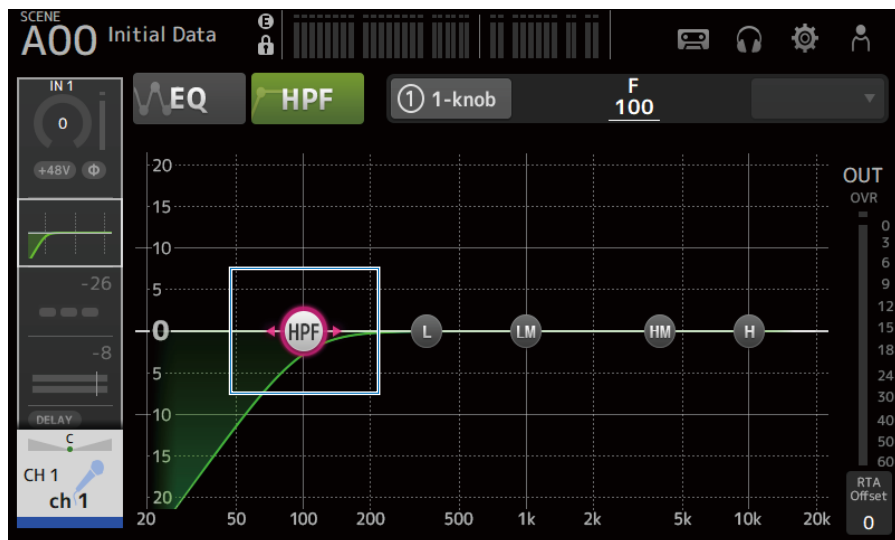 SCENE
A00 Initial Data
E
IN 1
0
+48V Φ
-26
-8
DELAY
C
CH 1
ch 1
EQ
HPF
1 1-knob
F
100
20
15
10
5
0
5
10
15
20
HPF
L
LM
HM
H
20 50 100 200 500 1k 2k 5k 10k 20k
OUT
OVR
0
3
6
9
12
15
18
24
30
40
50
60
RTA
Offset
0